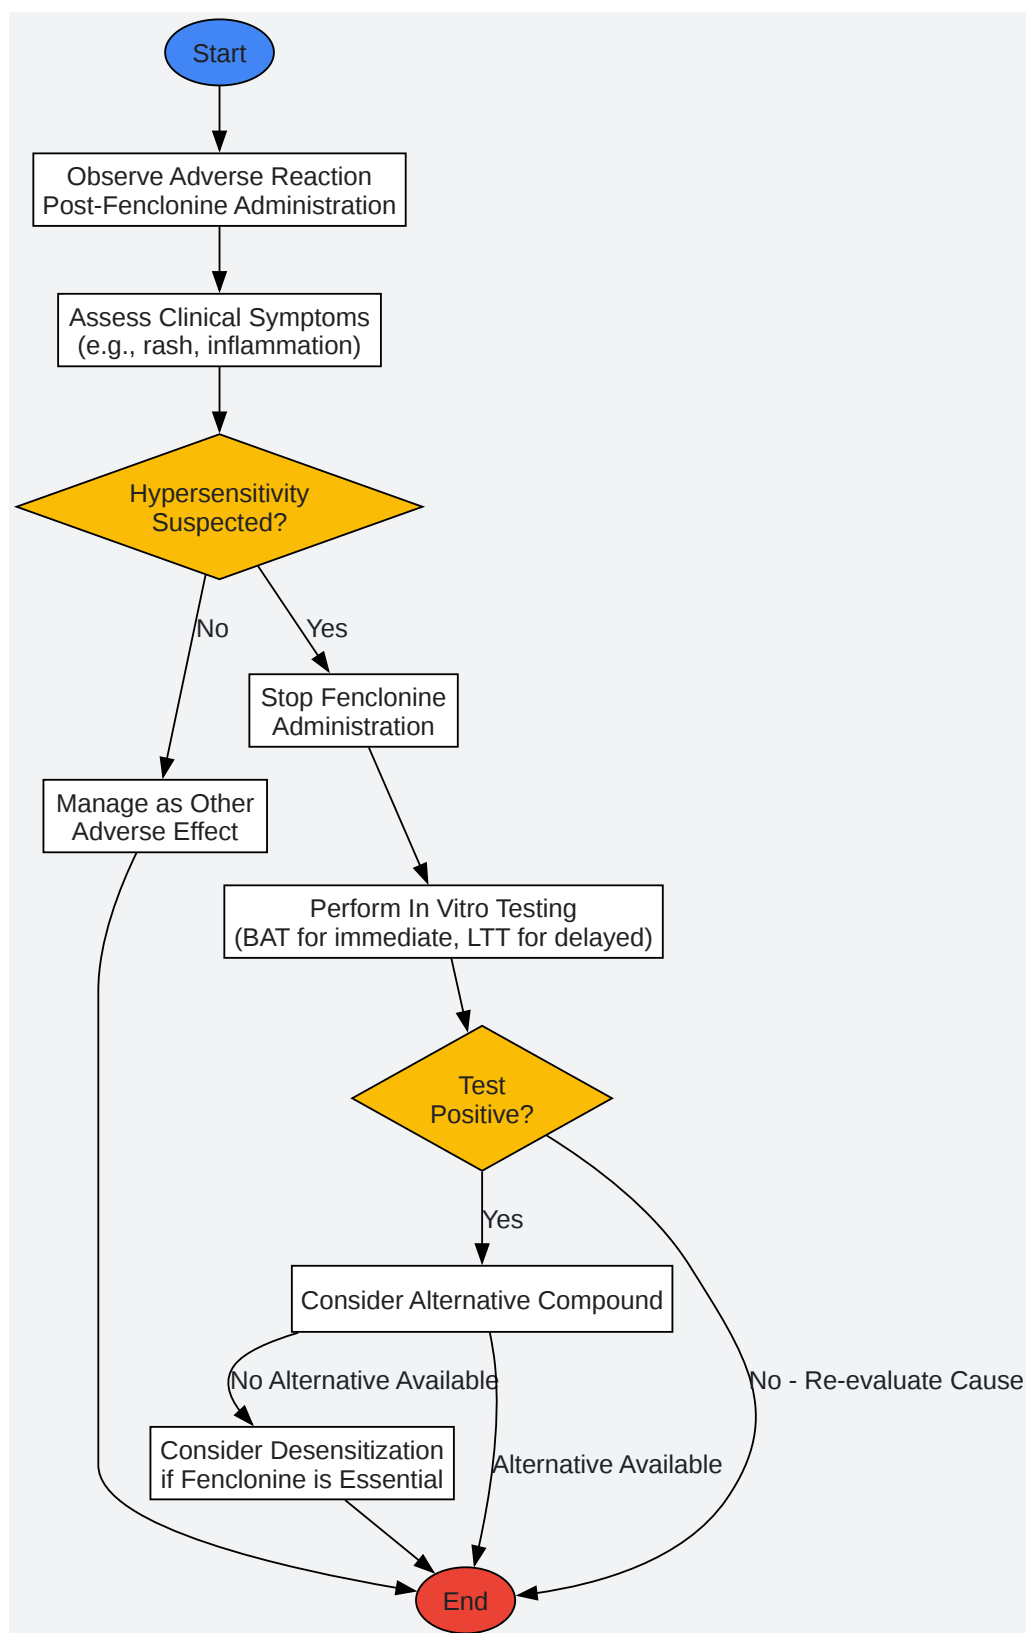 Start
Observe Adverse Reaction
Post-Fenclonine Administration
Assess Clinical Symptoms
(e.g., rash, inflammation)
Hypersensitivity
Suspected?
No
Yes
Stop Fenclonine
Administration
Manage as Other
Adverse Effect
Perform In Vitro Testing
(BAT for immediate, LTT for delayed)
Test
Positive?
Yes
Consider Alternative Compound
No Alternative Available
No - Re-evaluate Cause
Consider Desensitization
if Fenclonine is Essential
Alternative Available
End